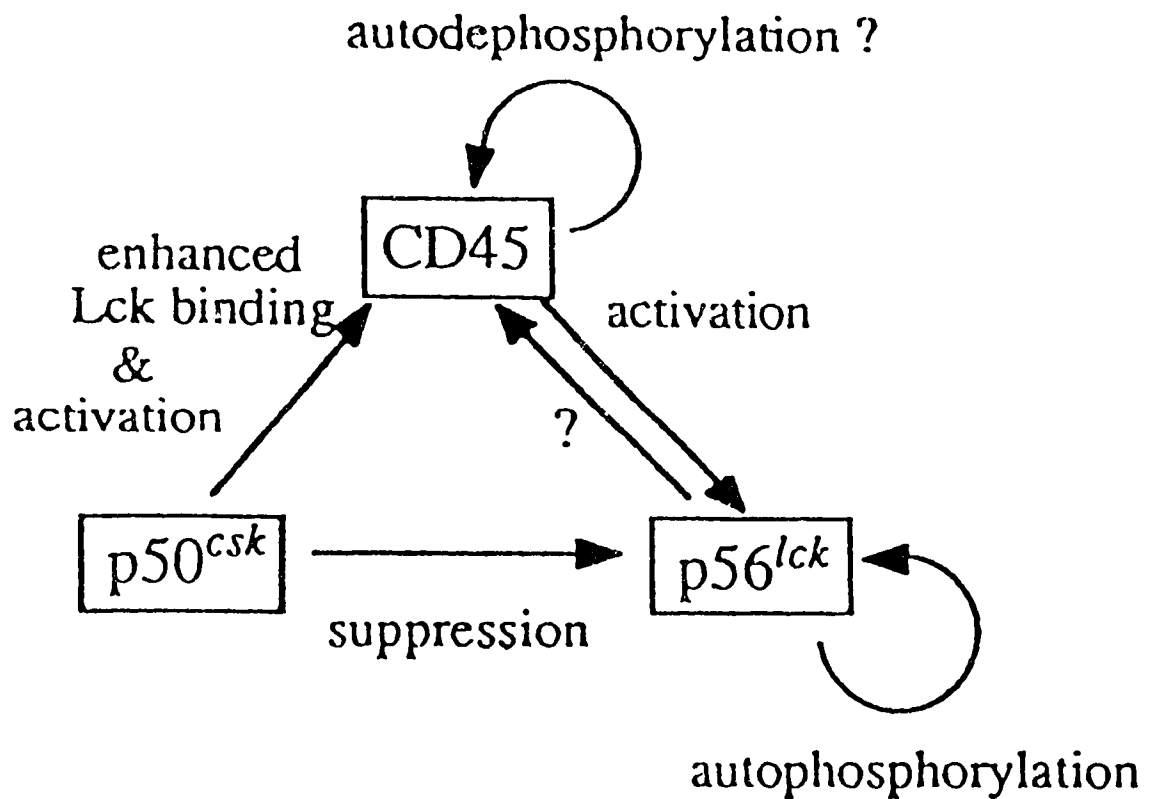 autodephosphorylation ?
CD45
enhanced
Lck binding
&
activation
activation
?
p50csk
p56lck
suppression
autophosphorylation